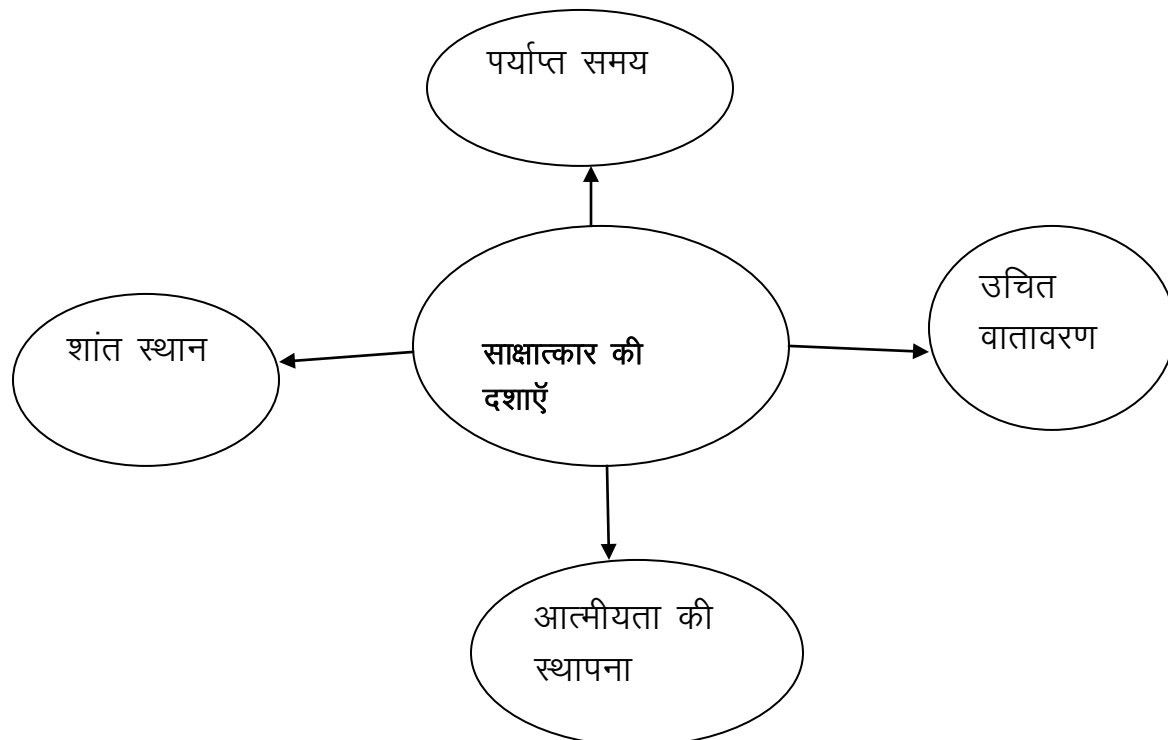 पर्याप्त समय
उचित
वातावरण
शांत स्थान
साक्षात्कार की
दशाऍ
आत्मीयता की
स्थापना